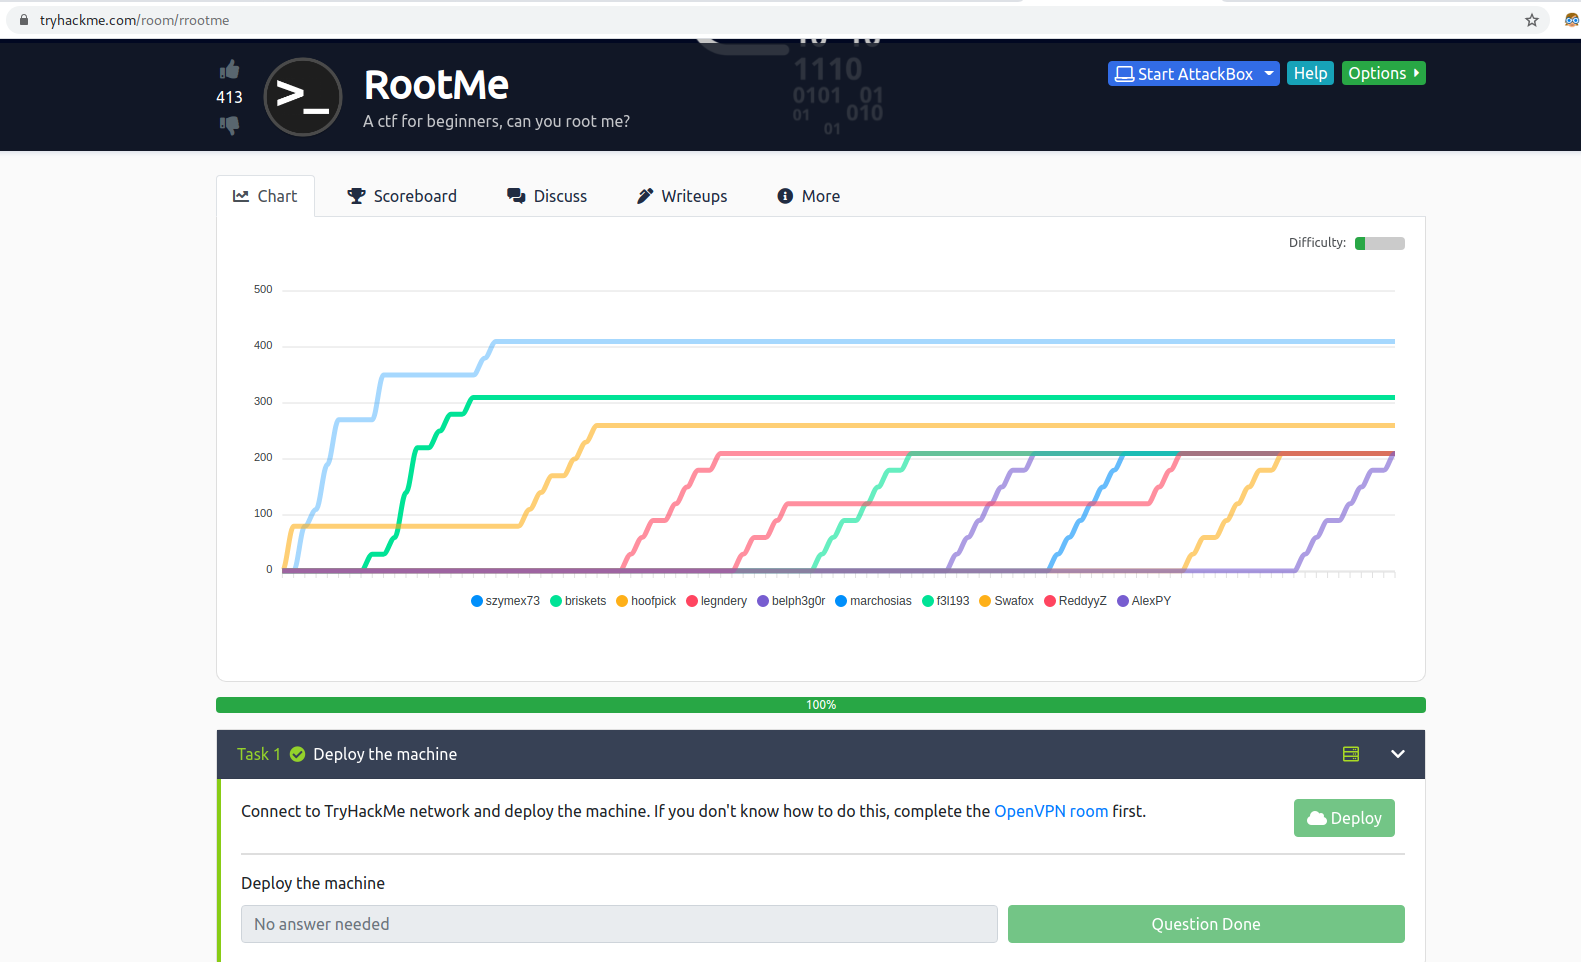 tryhackme.com/room/rrootme
413
>_
RootMe
A ctf for beginners, can you root me?
10 10
1110
0101 01
01 010
01
Start AttackBox
Help
Options
Chart
Scoreboard
Discuss
Writeups
More
Difficulty:
500
400
300
200
100
0
szymex73 briskets hoofpick legndery belph3g0r marchosias f3l193 Swafox ReddyyZ AlexPY
100%
Task 1 Deploy the machine
Connect to TryHackMe network and deploy the machine. If you don't know how to do this, complete the OpenVPN room first.
Deploy
Deploy the machine
No answer needed
Question Done